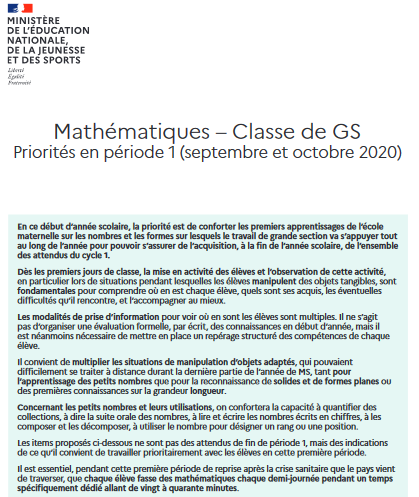 MINISTÈRE
DE L'ÉDUCATION
NATIONALE,
DE LA JEUNESSE
ET DES SPORTS
Liberté
Égalité
Fraternité
Mathématiques – Classe de GS
Priorités en période 1 (septembre et octobre 2020)
En ce début d'année scolaire, la priorité est de conforter les premiers apprentissages de l'école
maternelle sur les nombres et les formes sur lesquels le travail de grande section va s'appuyer tout
au long de l'année pour pouvoir s'assurer de l'acquisition, à la fin de l'année scolaire, de l'ensemble
des attendus du cycle 1.
Dès les premiers jours de classe, la mise en activité des élèves et l'observation de cette activité,
en particulier lors de situations pendant lesquelles les élèves manipulent des objets tangibles, sont
fondamentales pour comprendre où en est chaque élève, quels sont ses acquis, les éventuelles
difficultés qu'il rencontre, et l'accompagner au mieux.
Les modalités de prise d'information pour voir où en sont les élèves sont multiples. Il ne s'agit
pas d'organiser une évaluation formelle, par écrit, des connaissances en début d'année, mais il
est néanmoins nécessaire de mettre en place un repérage structuré des compétences de chaque
élève.
Il convient de multiplier les situations de manipulation d'objets adaptés, qui pouvaient
difficilement se traiter à distance durant la dernière partie de l'année de MS, tant pour
l'apprentissage des petits nombres que pour la reconnaissance de solides et de formes planes ou
des premières connaissances sur la grandeur longueur.
Concernant les petits nombres et leurs utilisations, on confortera la capacité à quantifier des
collections, à dire la suite orale des nombres, à lire et écrire les nombres écrits en chiffres, à les
composer et les décomposer, à utiliser le nombre pour désigner un rang ou une position.
Les items proposés ci-dessous ne sont pas des attendus de fin de période 1, mais des indications
de ce qu'il convient de travailler prioritairement avec les élèves en cette première période.
Il est essentiel, pendant cette première période de reprise après la crise sanitaire que le pays vient
de traverser, que chaque élève fasse des mathématiques chaque demi-journée pendant un temps
spécifiquement dédié allant de vingt à quarante minutes.